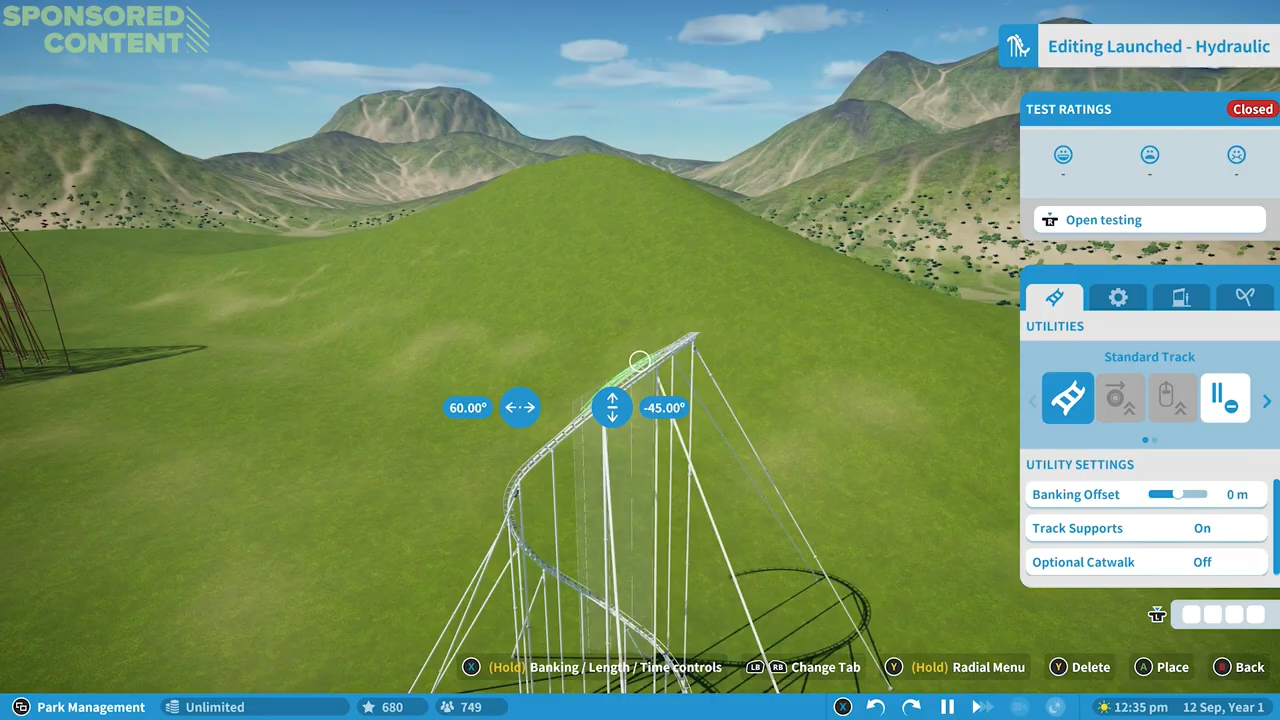 SPONSORED
CONTENT
Editing Launched - Hydraulic
TEST RATINGS
Closed
-
-
-
Open testing
UTILITIES
Standard Track
60.00°
-45.00°
UTILITY SETTINGS
Banking Offset
0 m
Track Supports
On
Optional Catwalk
Off
L
X (Hold) Banking / Length / Time controls
LB RB Change Tab
Y (Hold) Radial Menu
Y Delete
A Place
B Back
Park Management
Unlimited
680
749
X
12:35 pm
12 Sep, Year 1